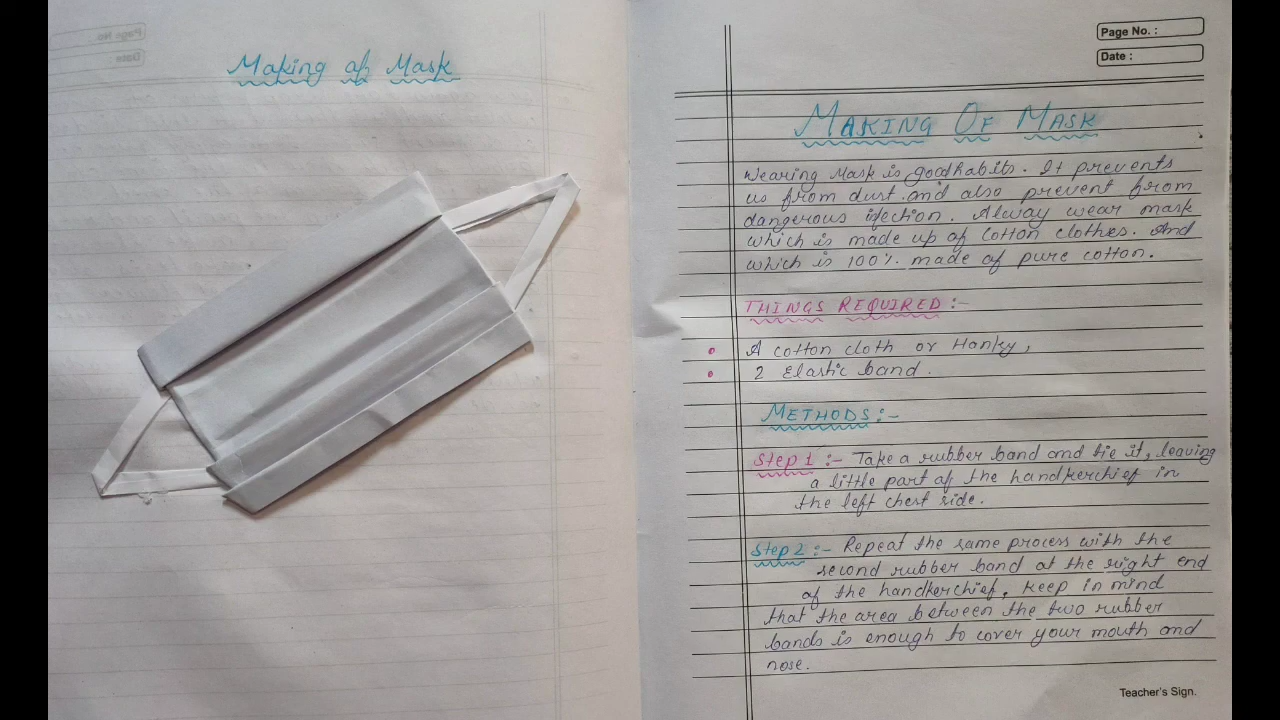 Making of Mask
Page No. :
Date :
MAKING OF MASK
Wearing Mask is goodhabits. It prevents
us from dust.and also prevent from
dangerous ifection. Alway wear mask
which is made up of cotton clothes. And
which is 100% made of pure cotton.
THINGS REQUIRED :-
• A cotton cloth or Hanky,
• 2 Elastic band.
METHODS :-
Step 1 :- Take a rubber band and tie it, leaving
a little part of the handkerchief in
the left chest side.
Step 2 :- Repeat the same process with the
second rubber band at the right end
of the handkerchief, keep in mind
that the area between the two rubber
bands is enough to cover your mouth and
nose.
Teacher's Sign.